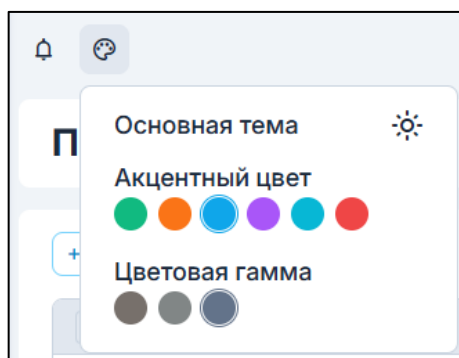 П
Основная тема
Акцентный цвет
+
Цветовая гамма